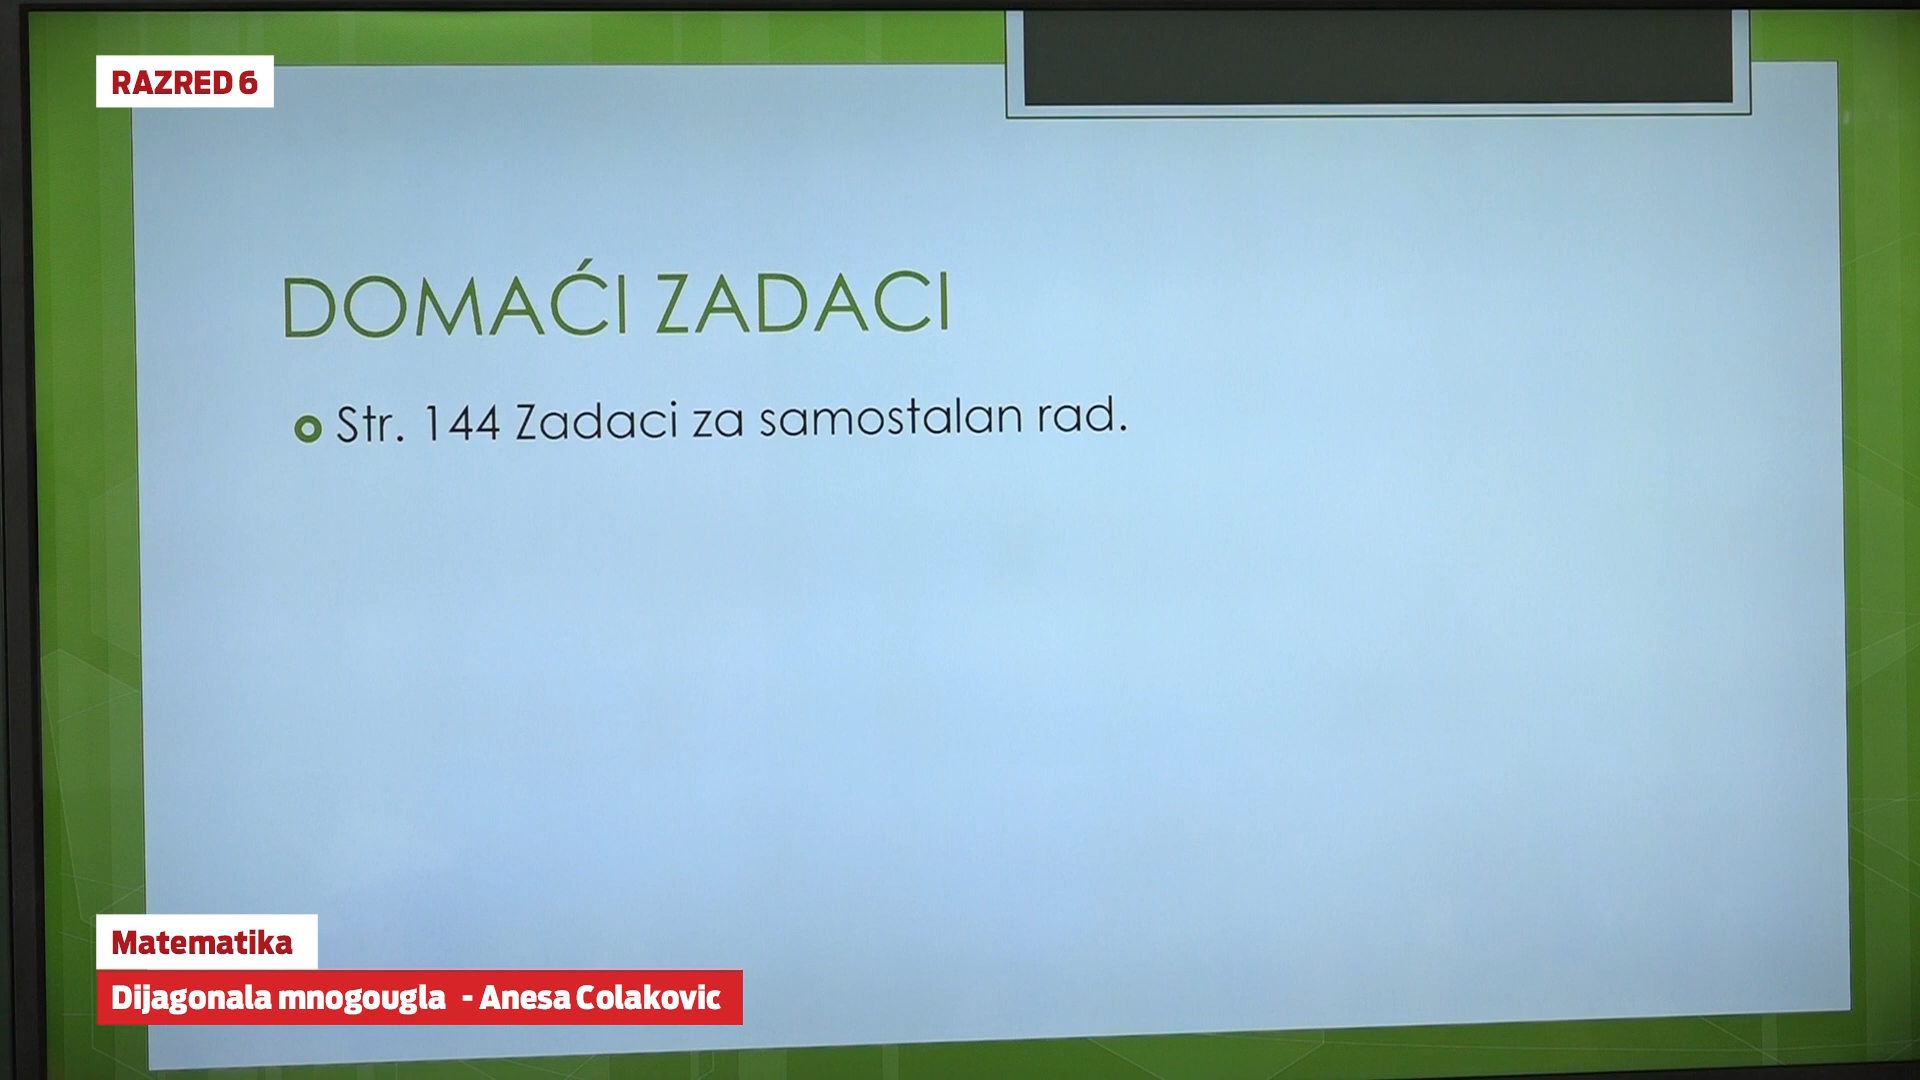 RAZRED 6
DOMAĆI ZADACI
Str. 144 Zadaci za samostalan rad.
Matematika
Dijagonala mnogougla - Anesa Colakovic